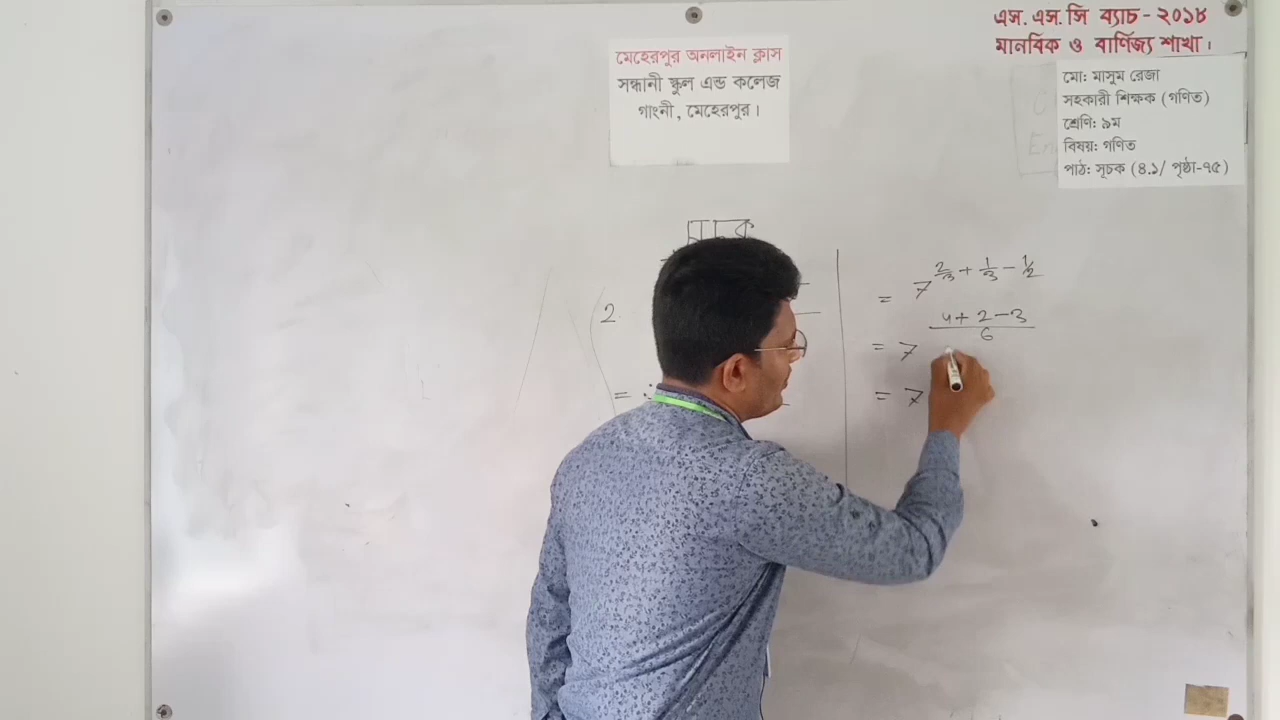 এস. এস. সি ব্যাচ - ২০১৮
মানবিক ও বাণিজ্য শাখা।
মেহেরপুর অনলাইন ক্লাস
সন্ধানী স্কুল এন্ড কলেজ
গাংনী, মেহেরপুর।
মো: মাসুম রেজা
সহকারী শিক্ষক (গণিত)
শ্রেণি: ৯ম
বিষয়: গণিত
পাঠ: সূচক (৪.১/ পৃষ্ঠা-৭৫)
সূচক
2.
=
= 7^(2/3 + 1/3 - 1/2)
= 7^((4 + 2 - 3)/6)
= 7